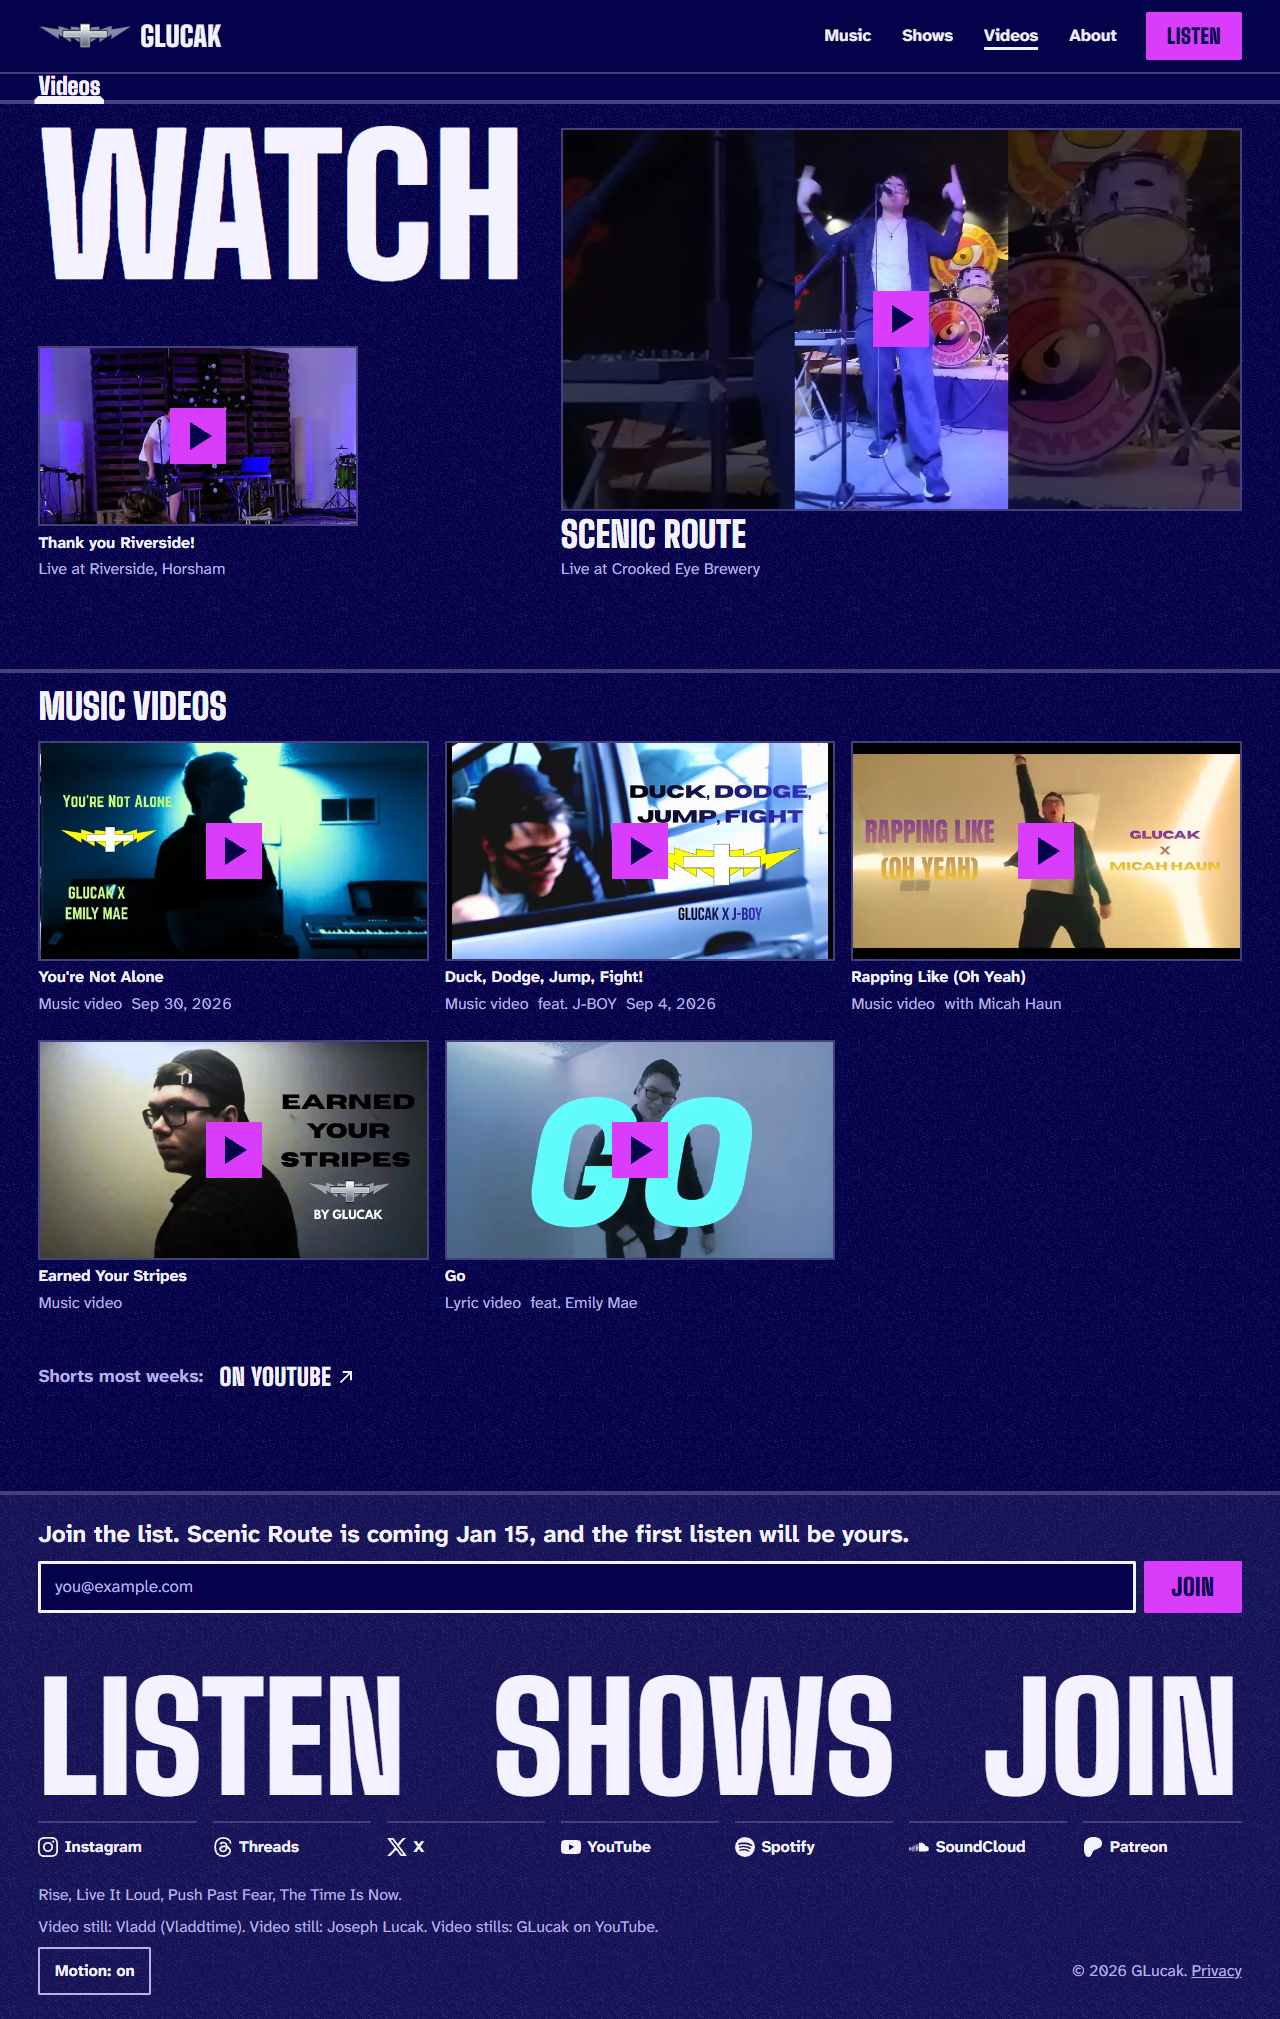 GLUCAK
Music Shows Videos About LISTEN
Videos
WATCH
Thank you Riverside!
Live at Riverside, Horsham
SCENIC ROUTE
Live at Crooked Eye Brewery
MUSIC VIDEOS
YOU'RE NOT ALONE
GLUCAK X
EMILY MAE
You're Not Alone
Music video Sep 30, 2026
DUCK, DODGE,
JUMP, FIGHT
GLUCAK X J-BOY
Duck, Dodge, Jump, Fight!
Music video feat. J-BOY Sep 4, 2026
RAPPING LIKE
(OH YEAH)
GLUCAK
X
MICAH HAUN
Rapping Like (Oh Yeah)
Music video with Micah Haun
EARNED
YOUR
STRIPES
BY GLUCAK
Earned Your Stripes
Music video
GO
Go
Lyric video feat. Emily Mae
Shorts most weeks: ON YOUTUBE
Join the list. Scenic Route is coming Jan 15, and the first listen will be yours.
you@example.com
JOIN
LISTEN SHOWS JOIN
Instagram Threads X YouTube Spotify SoundCloud Patreon
Rise, Live It Loud, Push Past Fear, The Time Is Now.
Video still: Vladd (Vladdtime). Video still: Joseph Lucak. Video stills: GLucak on YouTube.
Motion: on
© 2026 GLucak. Privacy